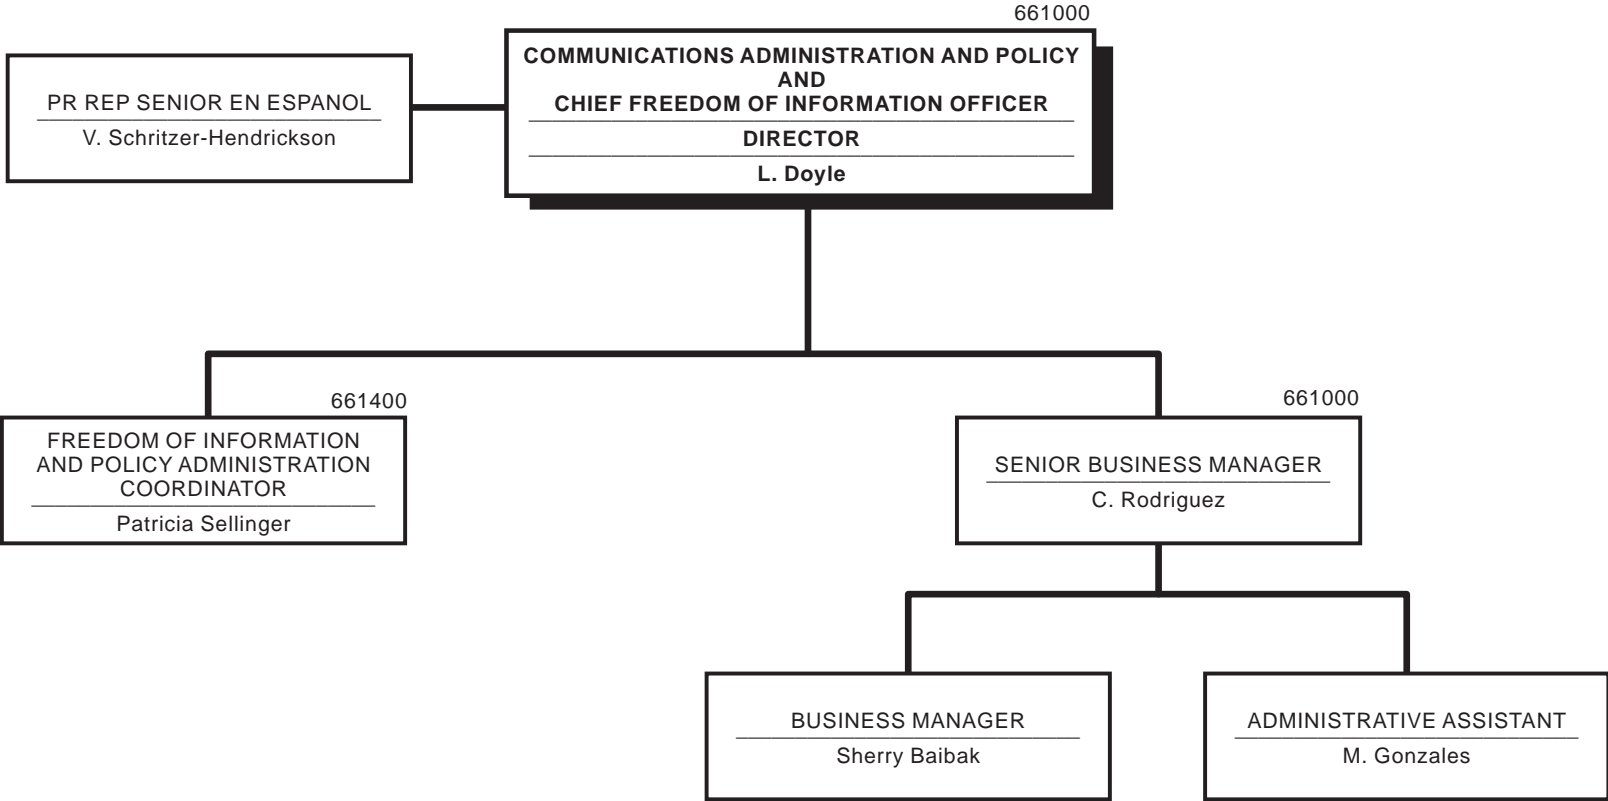 661000
COMMUNICATIONS ADMINISTRATION AND POLICY
AND
CHIEF FREEDOM OF INFORMATION OFFICER
DIRECTOR
L. Doyle
PR REP SENIOR EN ESPANOL
V. Schritzer-Hendrickson
661400
FREEDOM OF INFORMATION
AND POLICY ADMINISTRATION
COORDINATOR
Patricia Sellinger
661000
SENIOR BUSINESS MANAGER
C. Rodriguez
BUSINESS MANAGER
Sherry Baibak
ADMINISTRATIVE ASSISTANT
M. Gonzales